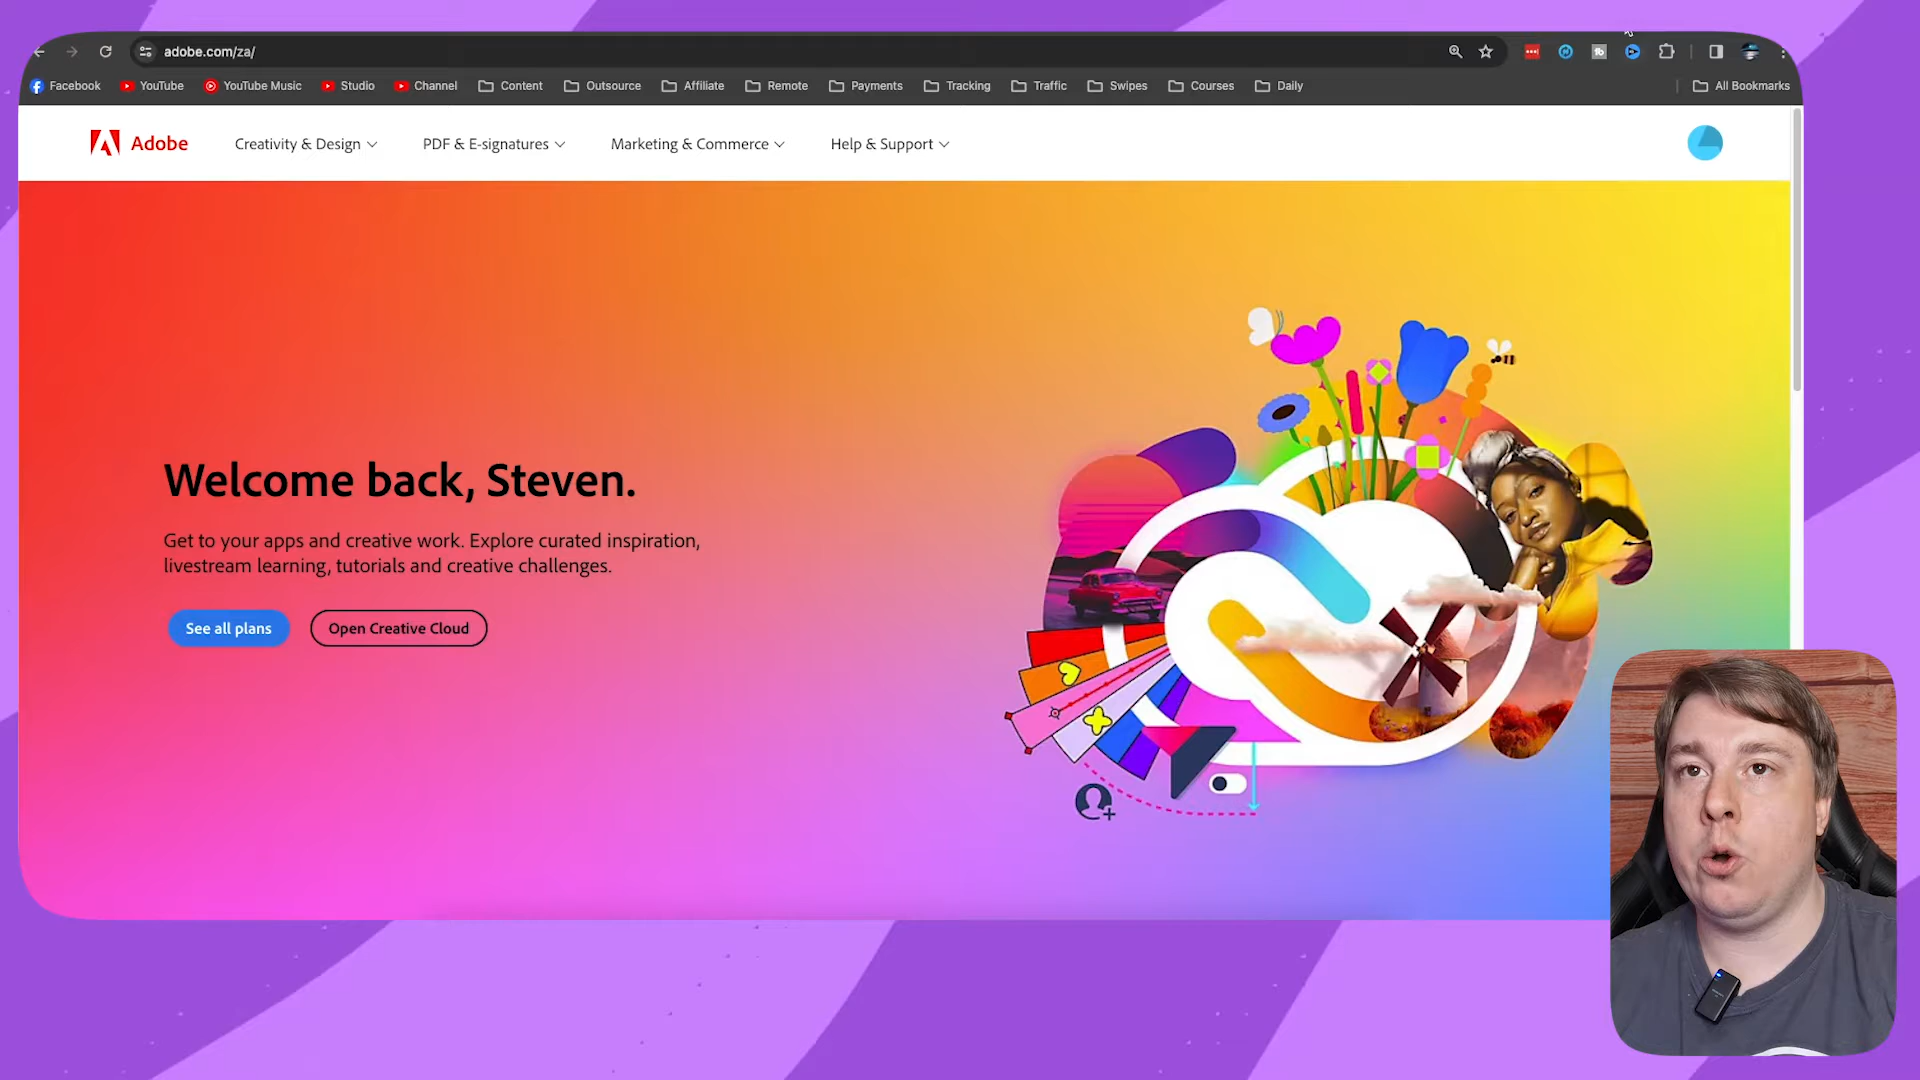 adobe.com/za/
Facebook YouTube YouTube Music Studio Channel Content Outsource Affiliate Remote Payments Tracking Traffic Swipes Courses Daily All Bookmarks
Adobe Creativity & Design PDF & E-signatures Marketing & Commerce Help & Support
Welcome back, Steven.
Get to your apps and creative work. Explore curated inspiration,
livestream learning, tutorials and creative challenges.
See all plans Open Creative Cloud